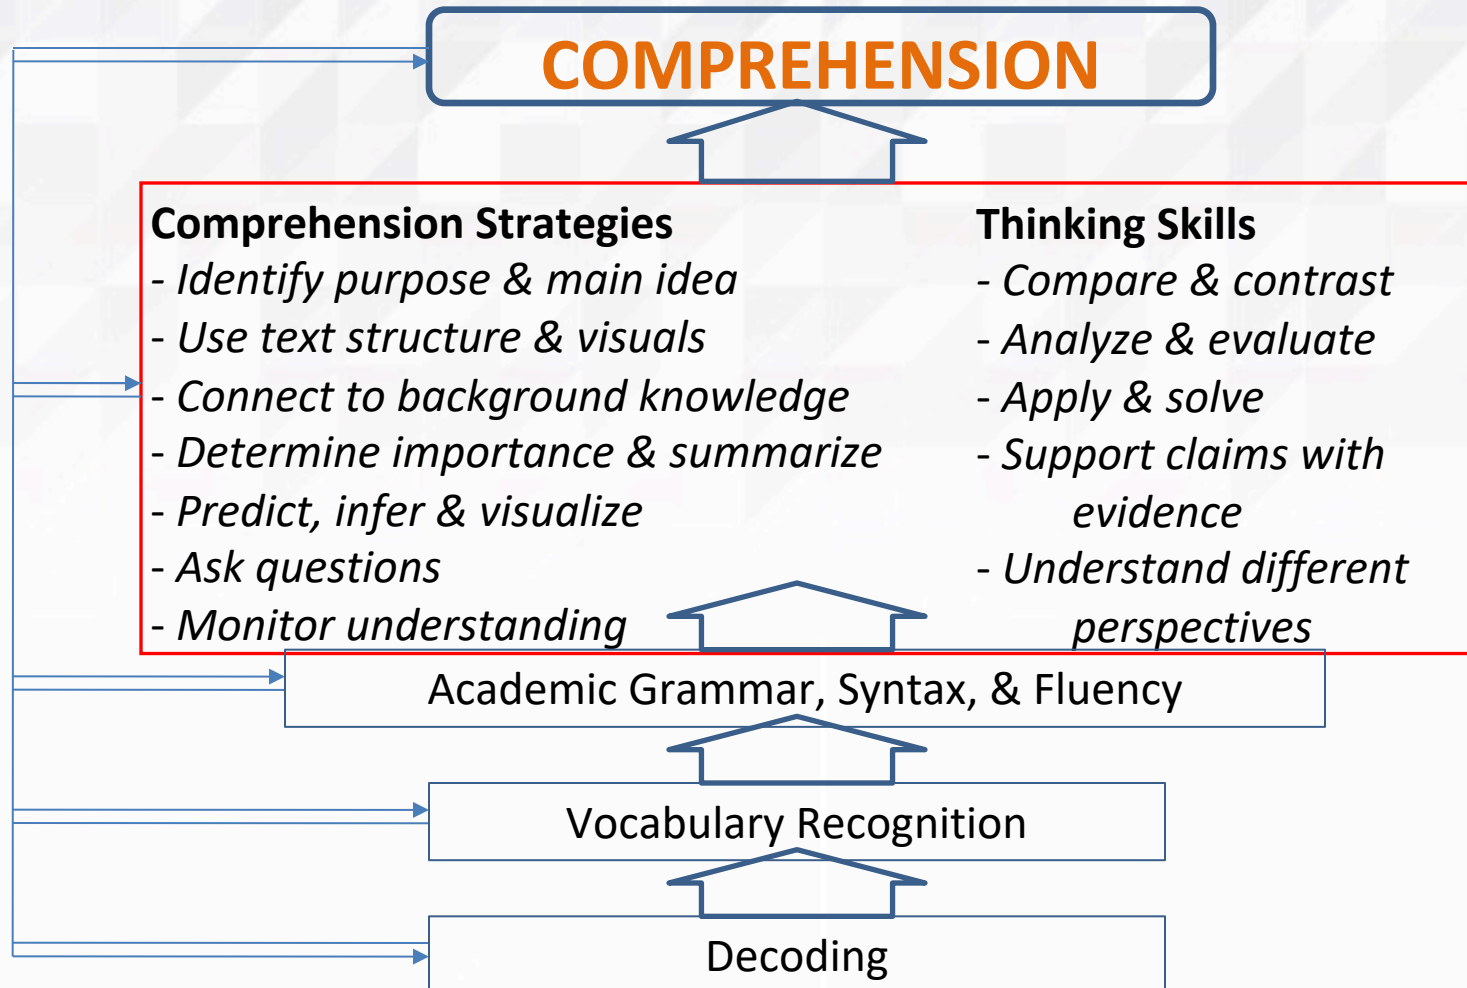 COMPREHENSION
Comprehension Strategies
- Identify purpose & main idea
- Use text structure & visuals
- Connect to background knowledge
- Determine importance & summarize
- Predict, infer & visualize
- Ask questions
- Monitor understanding
Thinking Skills
- Compare & contrast
- Analyze & evaluate
- Apply & solve
- Support claims with
evidence
- Understand different
perspectives
Academic Grammar, Syntax, & Fluency
Vocabulary Recognition
Decoding